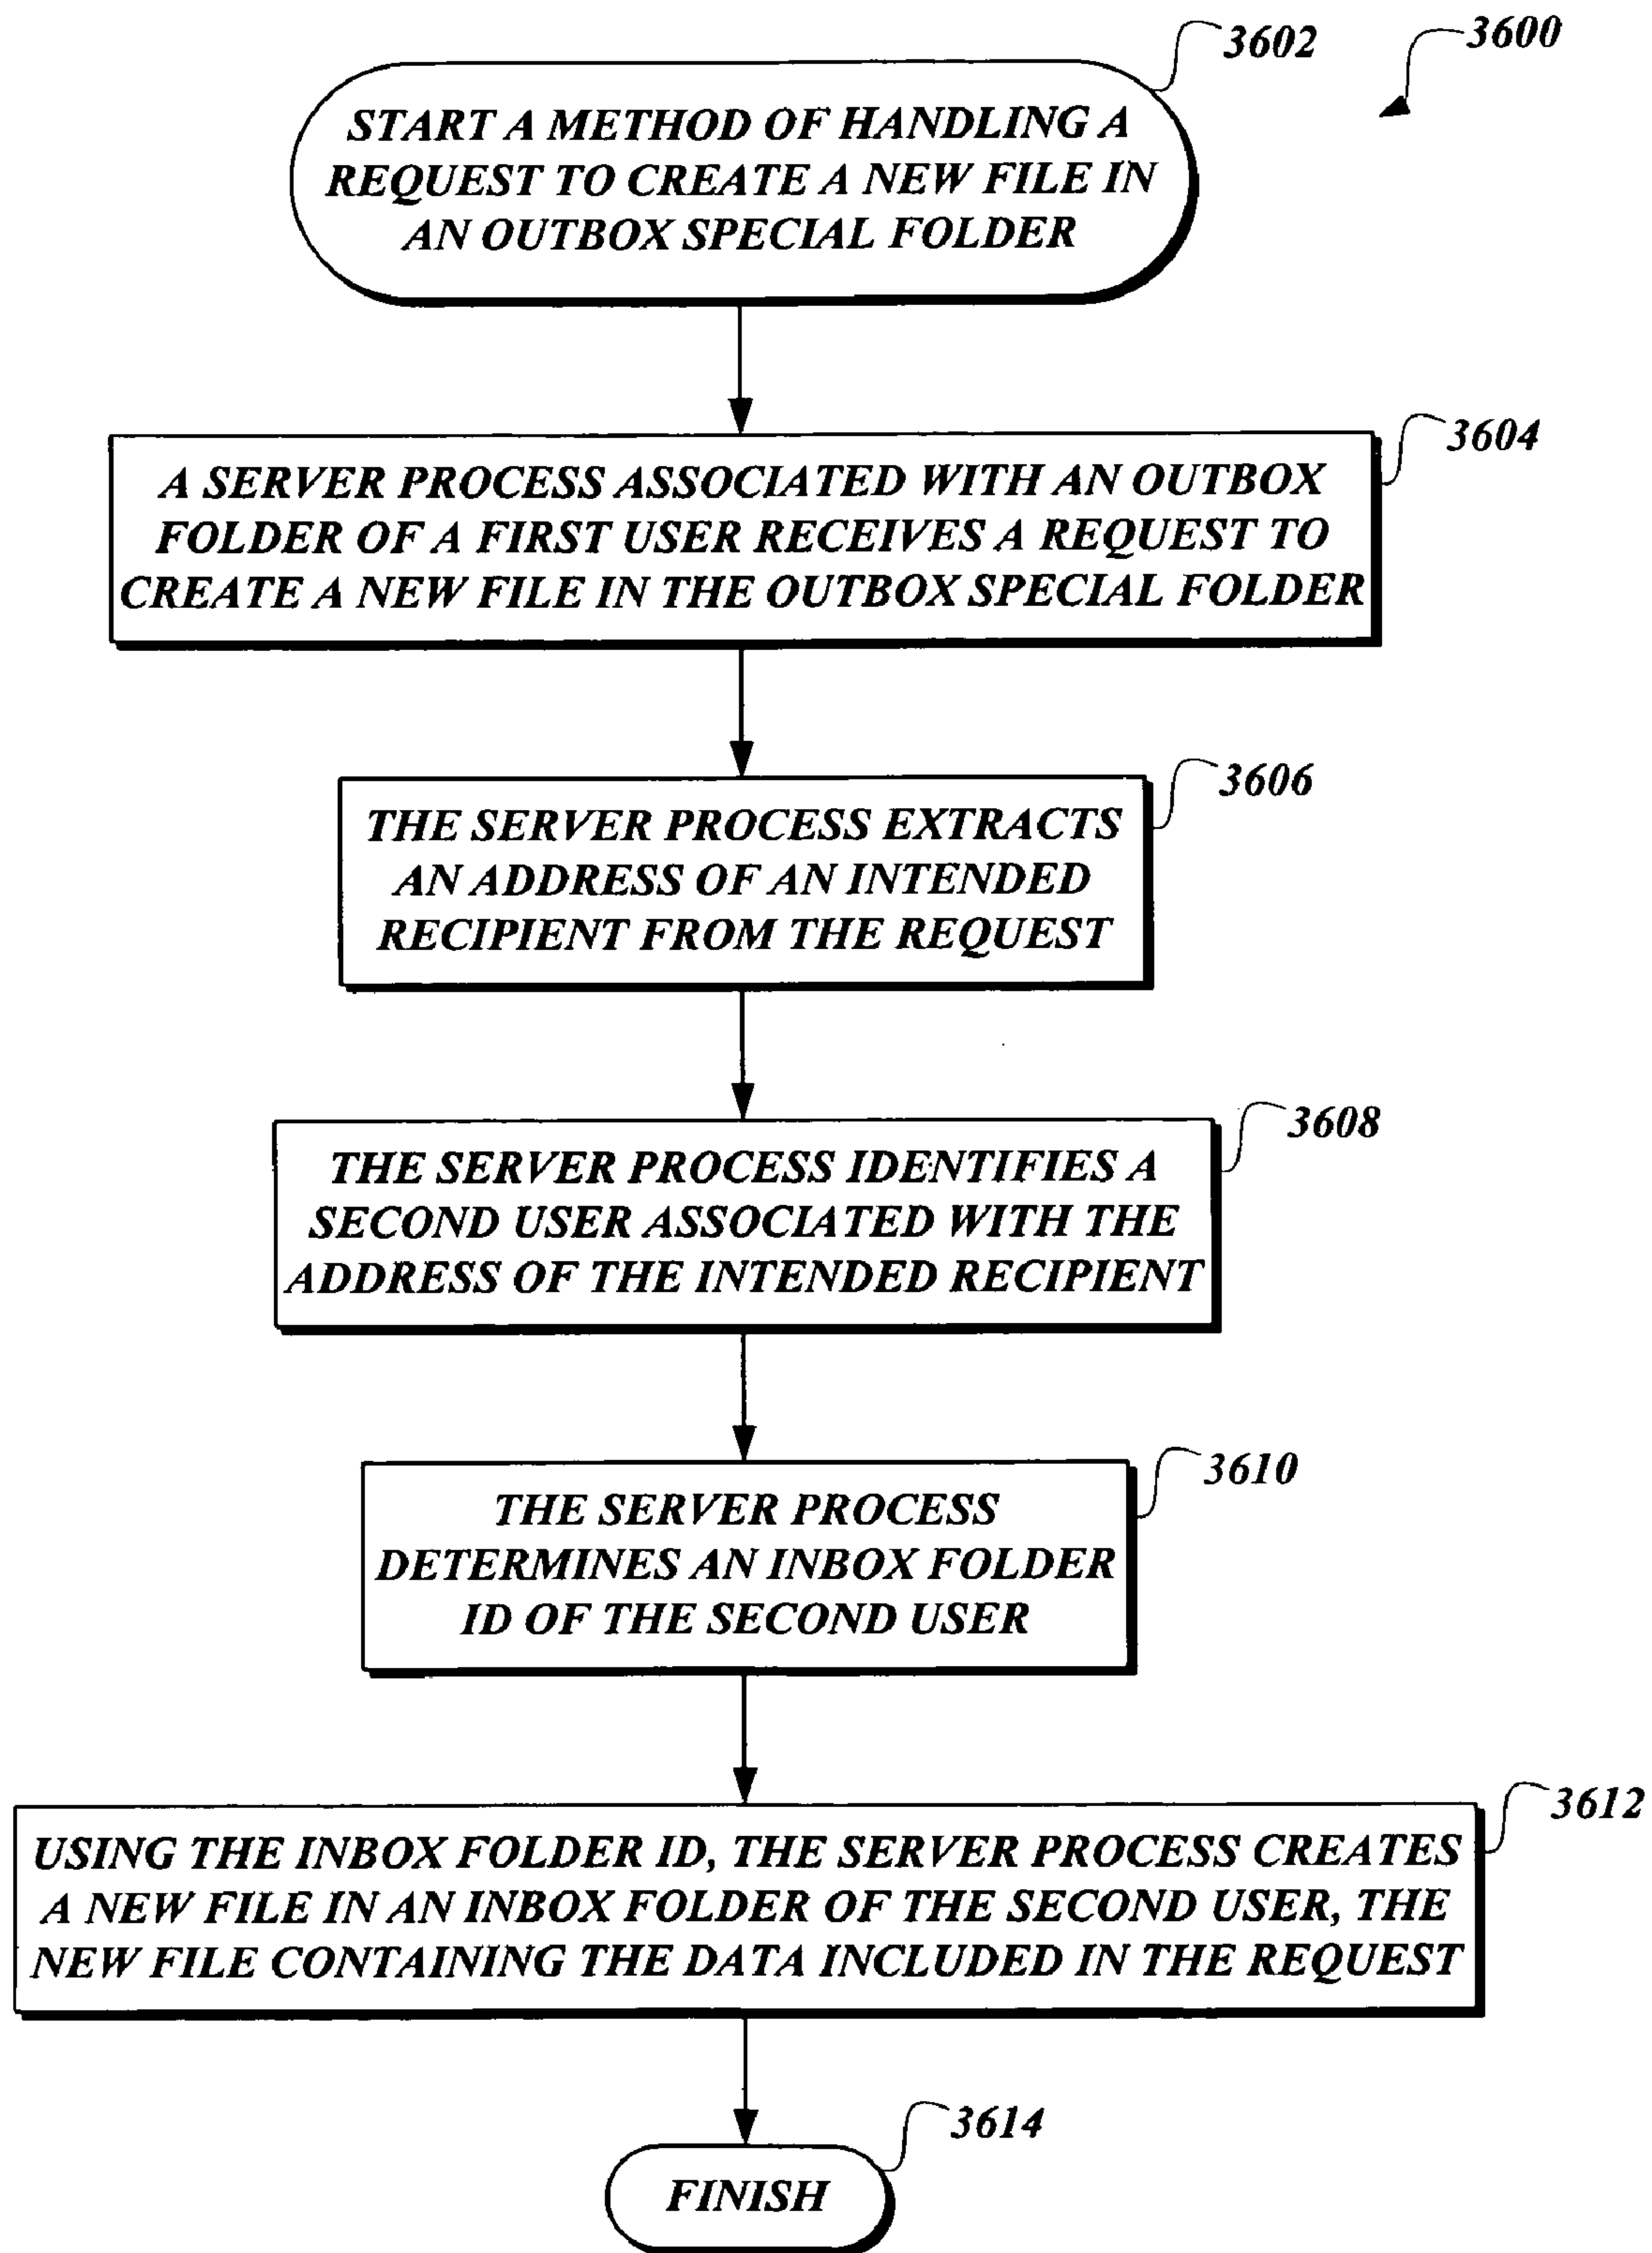 3602
3600
START A METHOD OF HANDLING A
REQUEST TO CREATE A NEW FILE IN
AN OUTBOX SPECIAL FOLDER
3604
A SERVER PROCESS ASSOCIATED WITH AN OUTBOX
FOLDER OF A FIRST USER RECEIVES A REQUEST TO
CREATE A NEW FILE IN THE OUTBOX SPECIAL FOLDER
3606
THE SERVER PROCESS EXTRACTS
AN ADDRESS OF AN INTENDED
RECIPIENT FROM THE REQUEST
3608
THE SERVER PROCESS IDENTIFIES A
SECOND USER ASSOCIATED WITH THE
ADDRESS OF THE INTENDED RECIPIENT
3610
THE SERVER PROCESS
DETERMINES AN INBOX FOLDER
ID OF THE SECOND USER
3612
USING THE INBOX FOLDER ID, THE SERVER PROCESS CREATES
A NEW FILE IN AN INBOX FOLDER OF THE SECOND USER, THE
NEW FILE CONTAINING THE DATA INCLUDED IN THE REQUEST
3614
FINISH